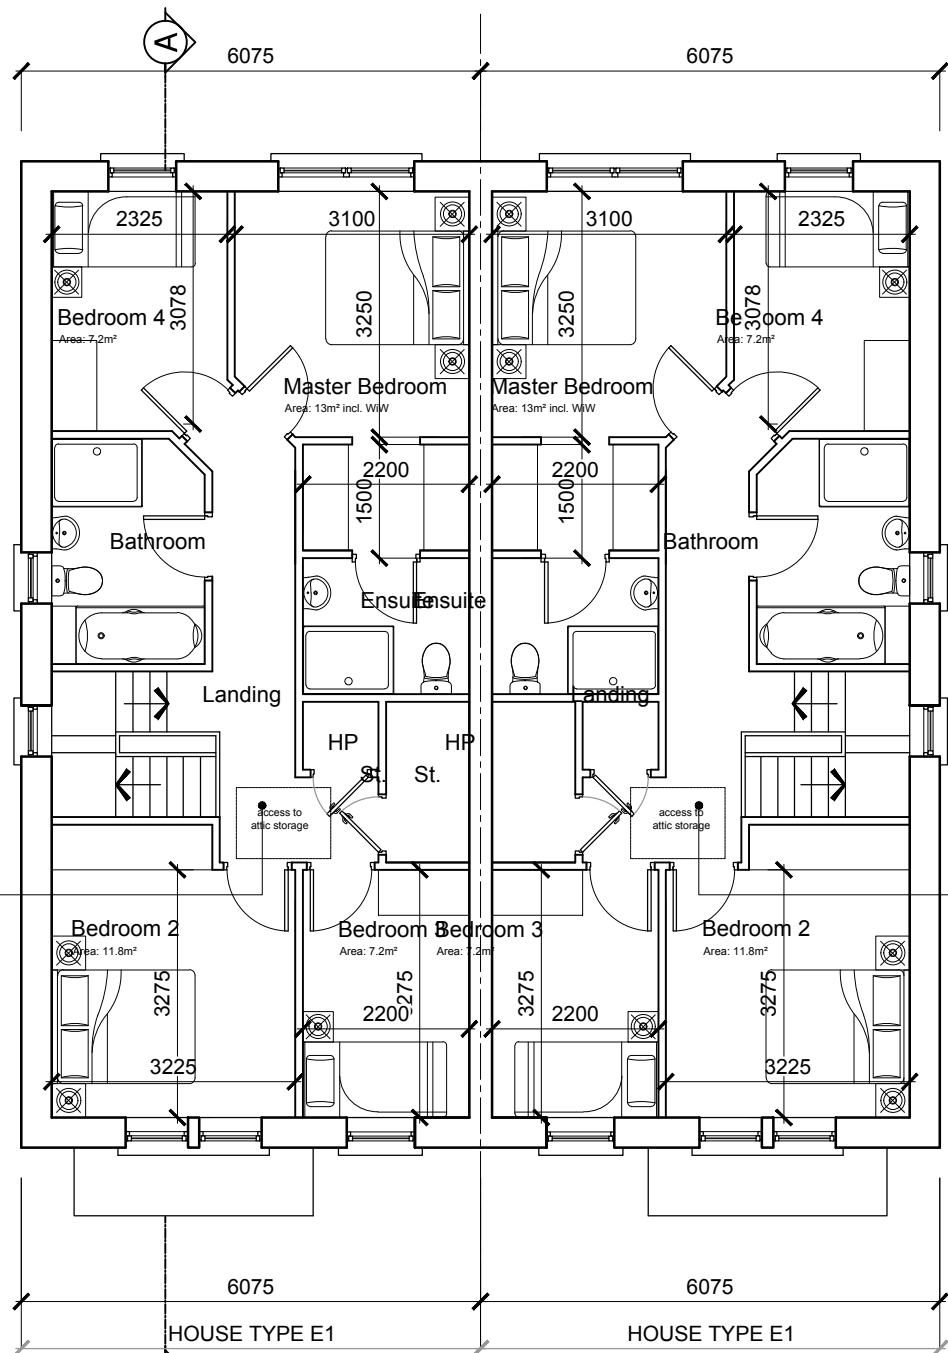 A
6075
6075
2325
3100
3100
2325
3078
3250
3250
3078
Bedroom 4
Area: 7.2m²
Bedroom 4
Area: 7.2m²
Master Bedroom
Area: 13m² incl. WiW
Master Bedroom
Area: 13m² incl. WiW
2200
2200
1500
1500
Bathroom
Bathroom
Ensuite
Ensuite
Landing
Landing
HP
HP
St.
St.
access to
attic storage
access to
attic storage
Bedroom 2
Area: 11.8m²
Bedroom 3
Area: 7.2m²
Bedroom 3
Area: 7.2m²
Bedroom 2
Area: 11.8m²
3275
3275
3275
3275
2200
2200
3225
3225
6075
6075
HOUSE TYPE E1
HOUSE TYPE E1